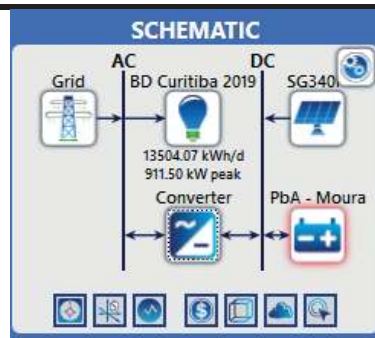 SCHEMATIC
AC DC
Grid BD Curitiba 2019 SG340
13504.07 kWh/d
911.50 kW peak
Converter PbA - Moura